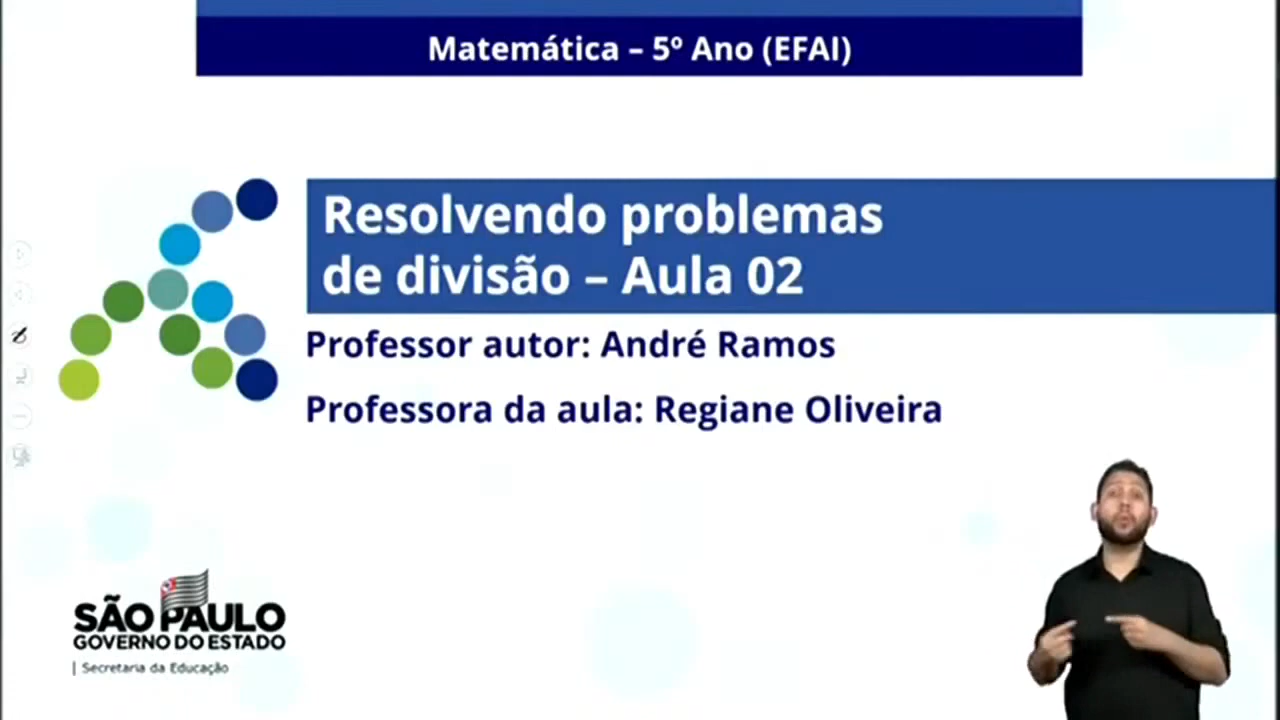 Matemática – 5º Ano (EFAI)
Resolvendo problemas
de divisão – Aula 02
Professor autor: André Ramos
Professora da aula: Regiane Oliveira
SÃO PAULO
GOVERNO DO ESTADO
| Secretaria da Educação